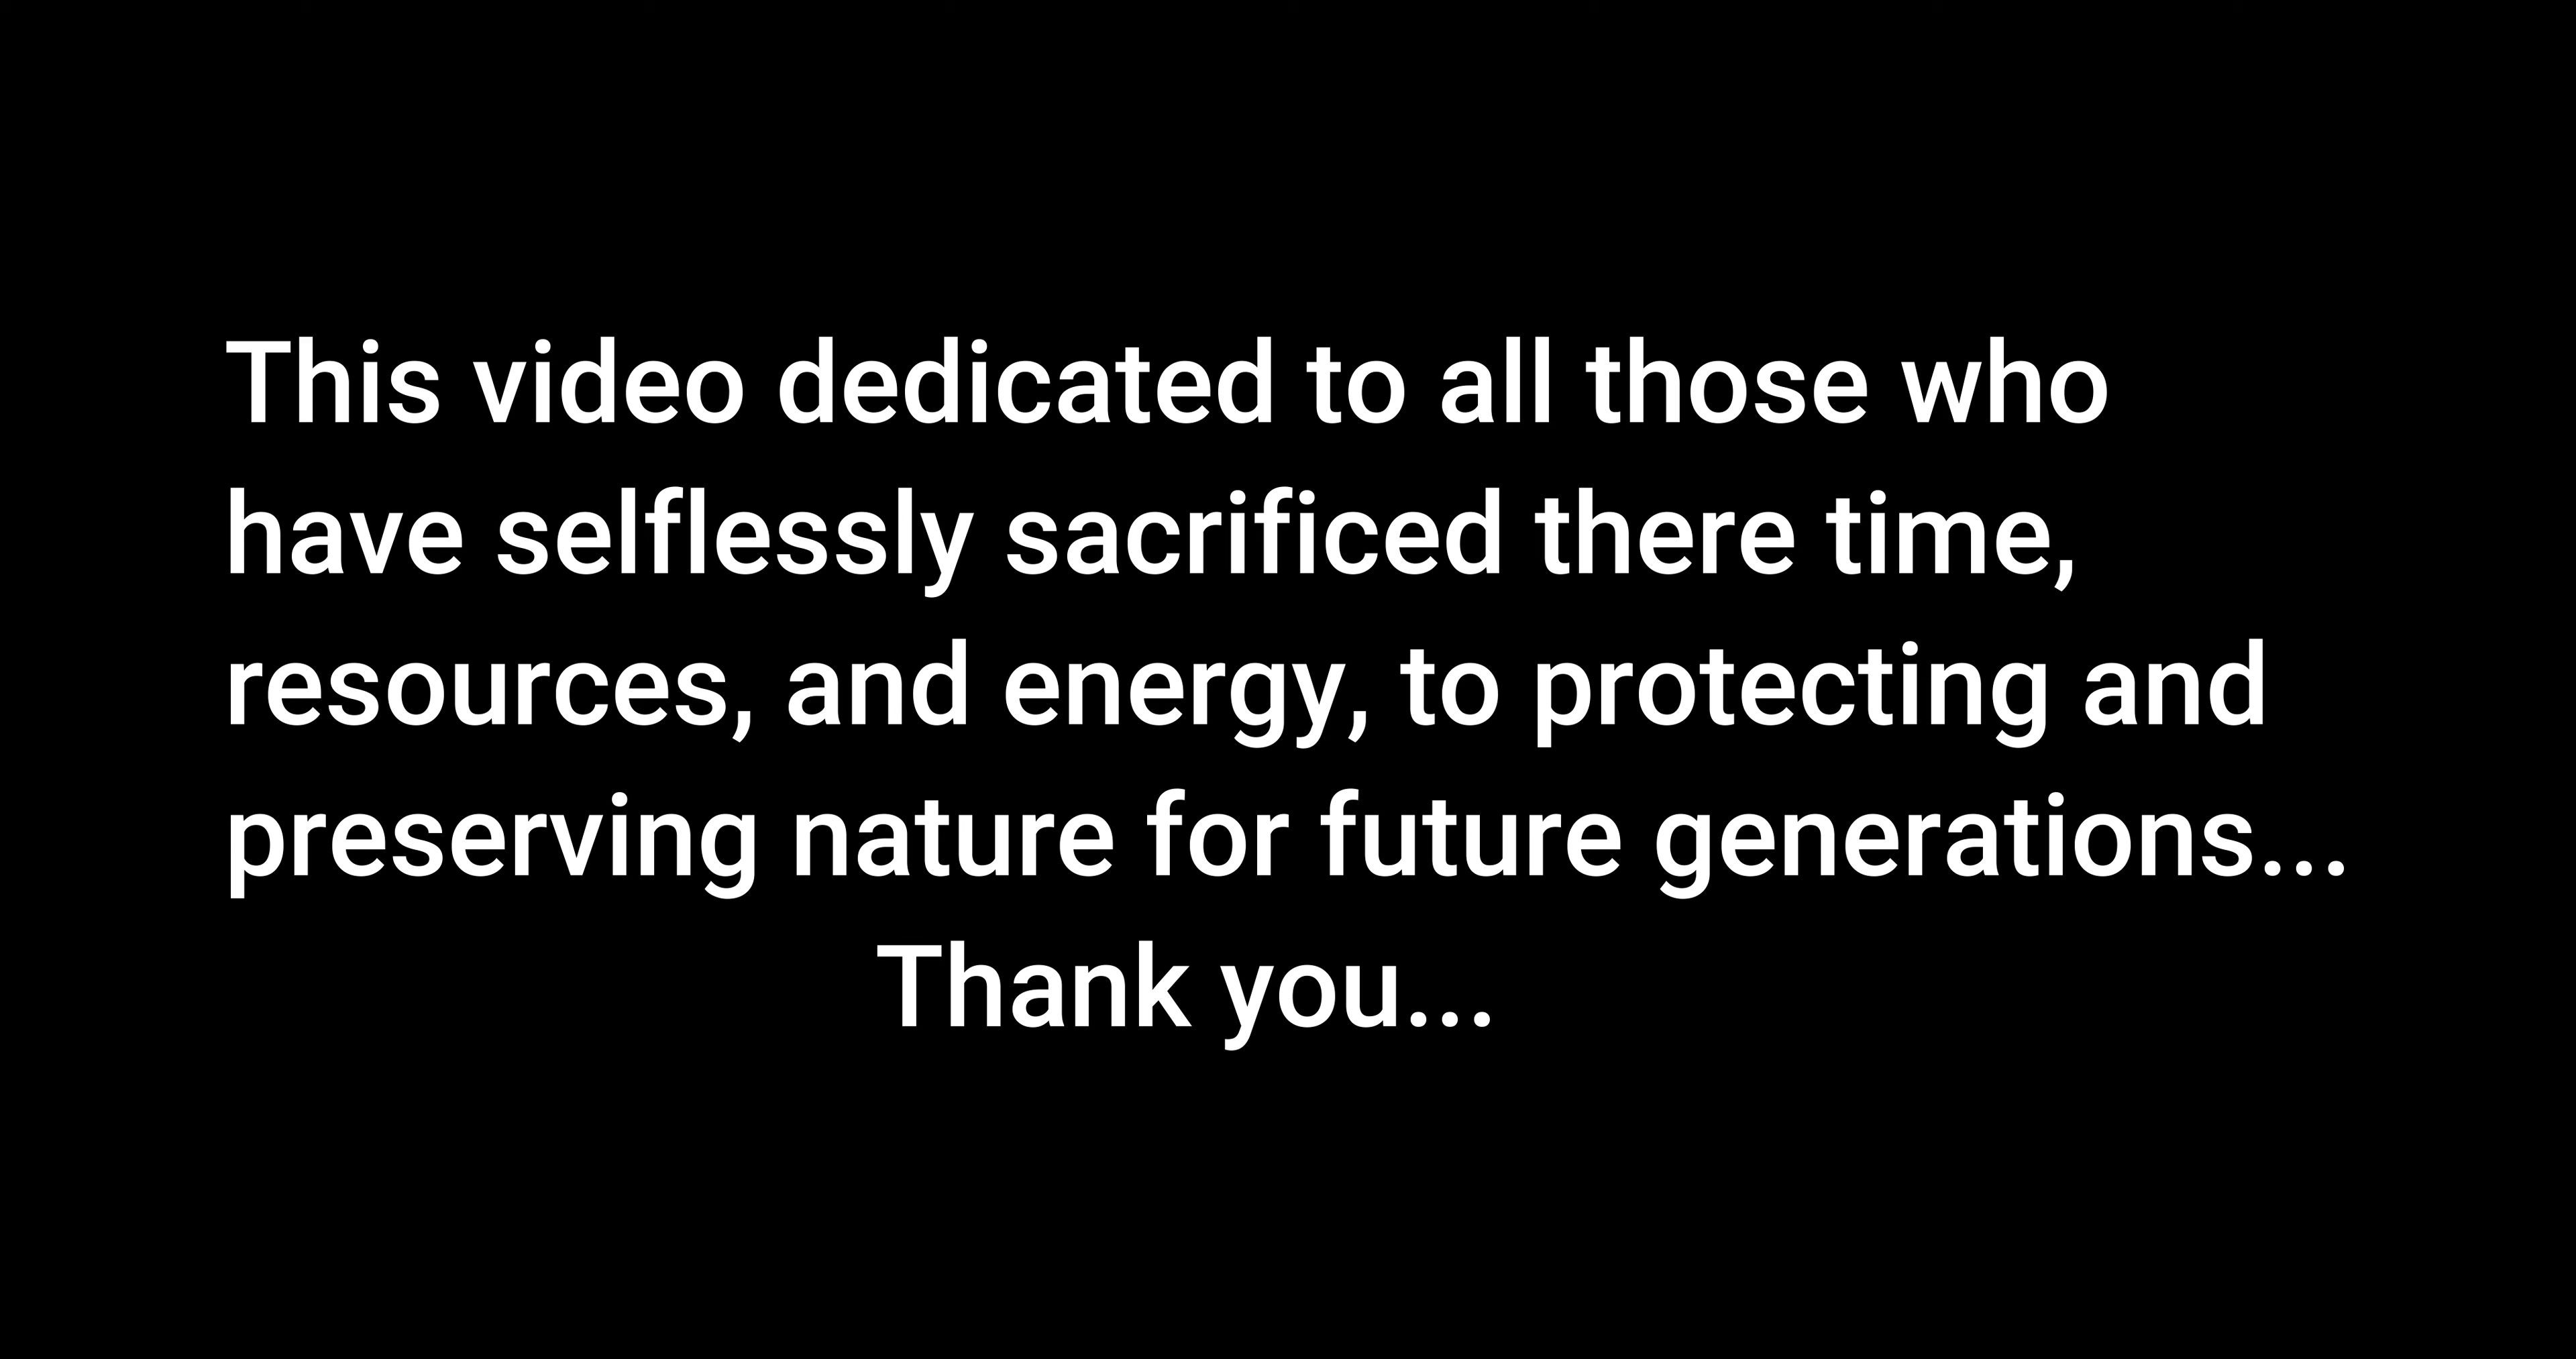 This video dedicated to all those who
have selflessly sacrificed there time,
resources, and energy, to protecting and
preserving nature for future generations...
Thank you...